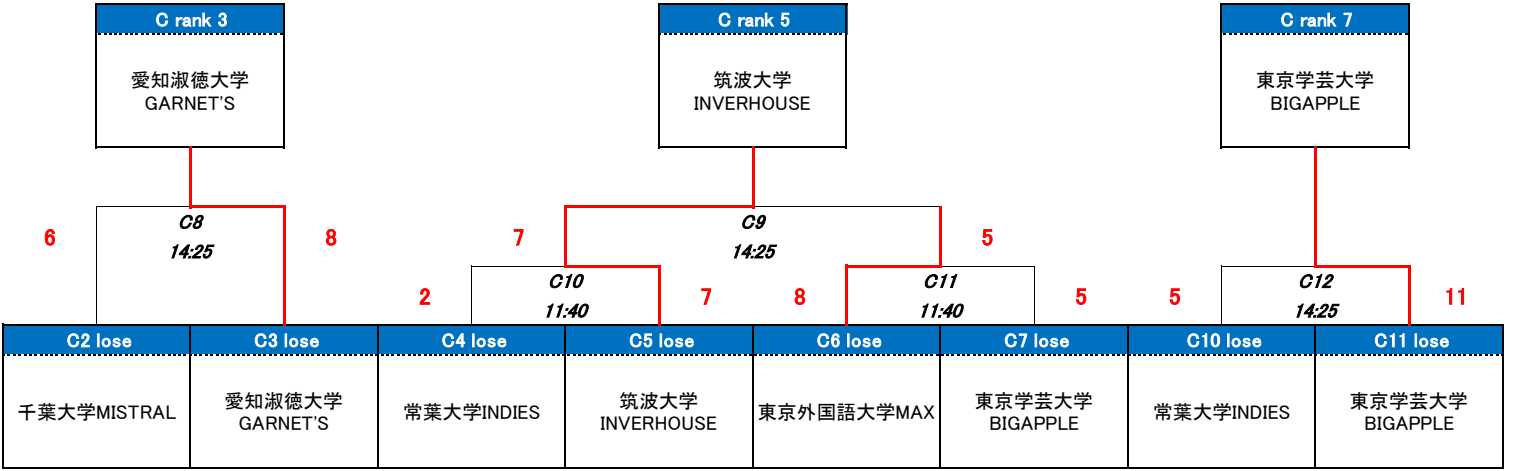 C rank 3
C rank 5
C rank 7
愛知淑徳大学
GARNET'S
筑波大学
INVERHOUSE
東京学芸大学
BIGAPPLE
6
C8
14:25
8
7
C9
14:25
5
2
C10
11:40
7
8
C11
11:40
5
5
C12
14:25
11
C2 lose
C3 lose
C4 lose
C5 lose
C6 lose
C7 lose
C10 lose
C11 lose
千葉大学MISTRAL
愛知淑徳大学
GARNET'S
常葉大学INDIES
筑波大学
INVERHOUSE
東京外国語大学MAX
東京学芸大学
BIGAPPLE
常葉大学INDIES
東京学芸大学
BIGAPPLE